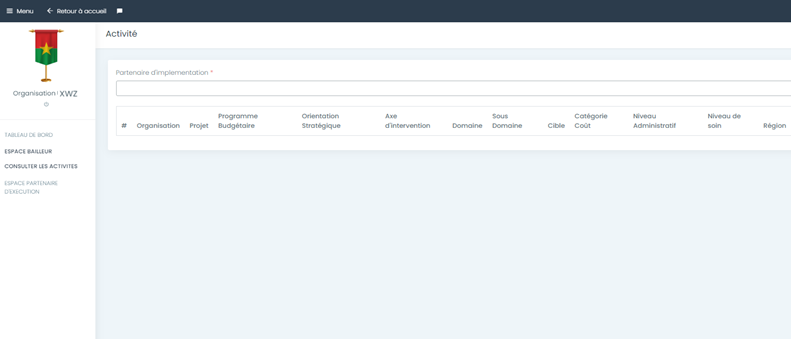 Menu
Retour à accueil
Activité
Organisation XWZ
TABLEAU DE BORD
ESPACE BAILLEUR
CONSULTER LES ACTIVITES
ESPACE PARTENAIRE
D'EXECUTION
Partenaire d'implementation *
# Organisation Projet Programme Budgétaire Orientation Stratégique Axe d'intervention Domaine Sous Domaine Cible Catégorie Coût Niveau Administratif Niveau de soin Région